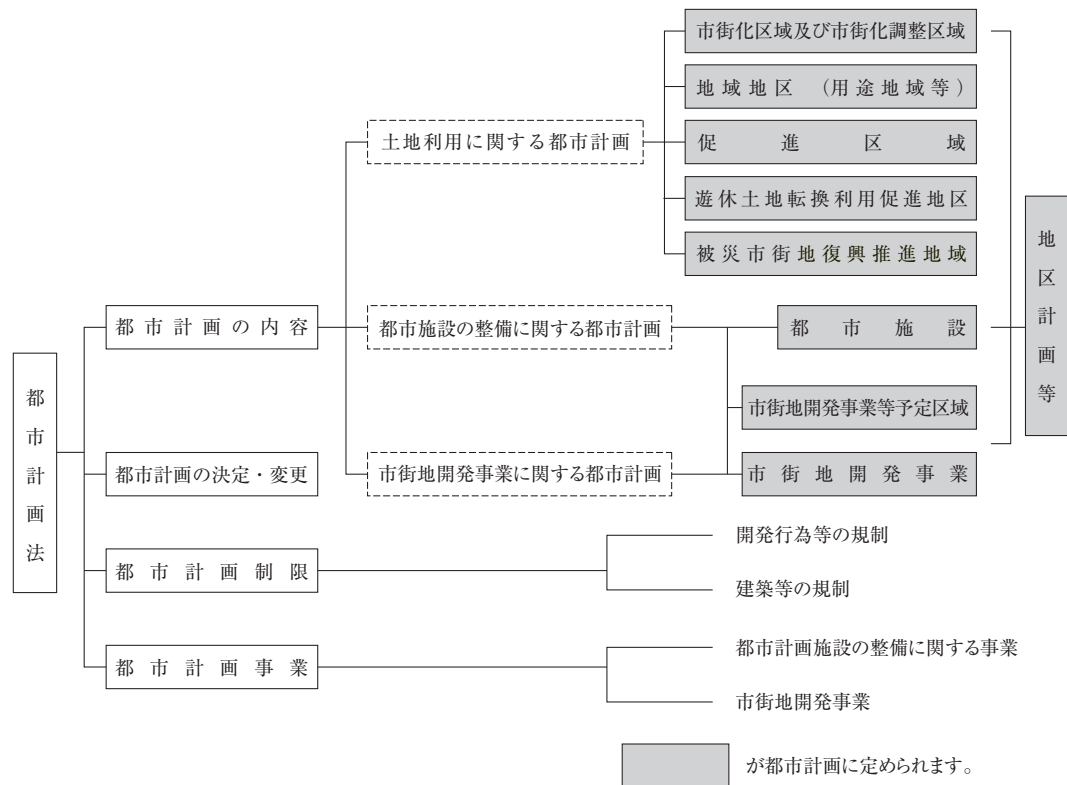 都市計画法
都市計画の内容
土地利用に関する都市計画
市街化区域及び市街化調整区域
地域地区（用途地域等）
促進区域
遊休土地転換利用促進地区
被災市街地復興推進地域
都市施設の整備に関する都市計画
都市施設
市街地開発事業等予定区域
市街地開発事業に関する都市計画
市街地開発事業
地区計画等
都市計画の決定・変更
都市計画制限
開発行為等の規制
建築等の規制
都市計画事業
都市計画施設の整備に関する事業
市街地開発事業
が都市計画に定められます。